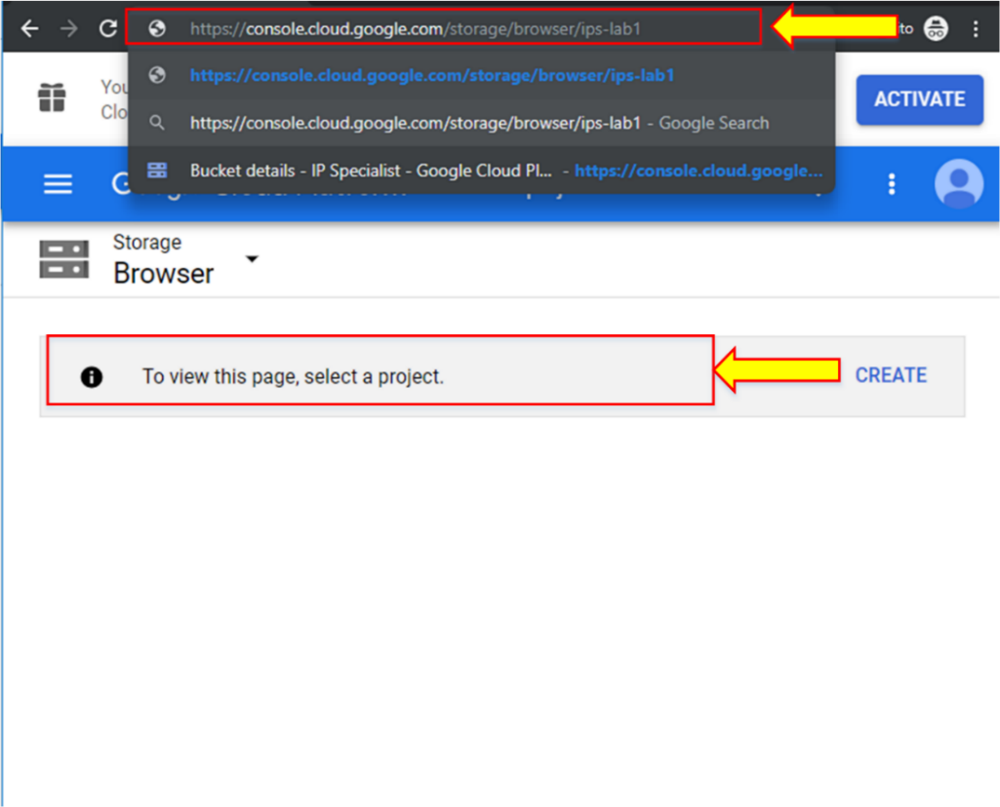 https://console.cloud.google.com/storage/browser/ips-lab1
to
https://console.cloud.google.com/storage/browser/ips-lab1
https://console.cloud.google.com/storage/browser/ips-lab1 - Google Search
Bucket details - IP Specialist - Google Cloud Pl... - https://console.cloud.google...
You
Clo
ACTIVATE
Storage
Browser
To view this page, select a project.
CREATE